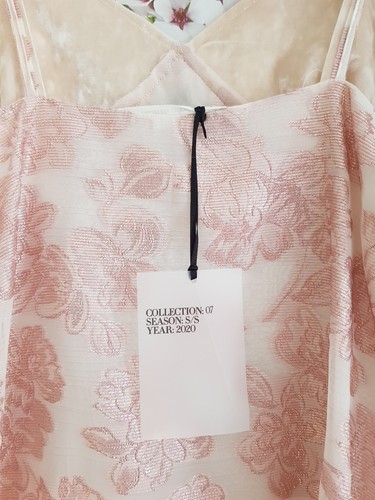 COLLECTION: 07
SEASON: S/S
YEAR: 2020